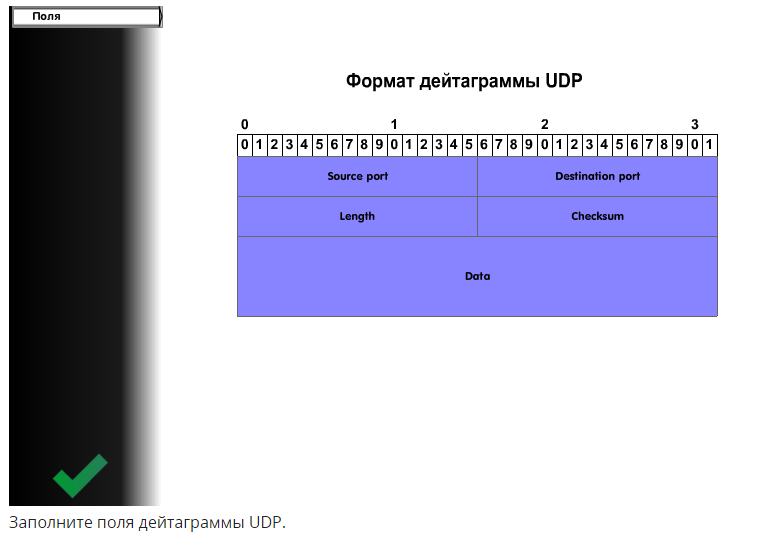 Поля
Формат дейтаграммы UDP
0 1 2 3
0 1 2 3 4 5 6 7 8 9 0 1 2 3 4 5 6 7 8 9 0 1 2 3 4 5 6 7 8 9 0 1
Source port Destination port
Length Checksum
Data
Заполните поля дейтаграммы UDP.